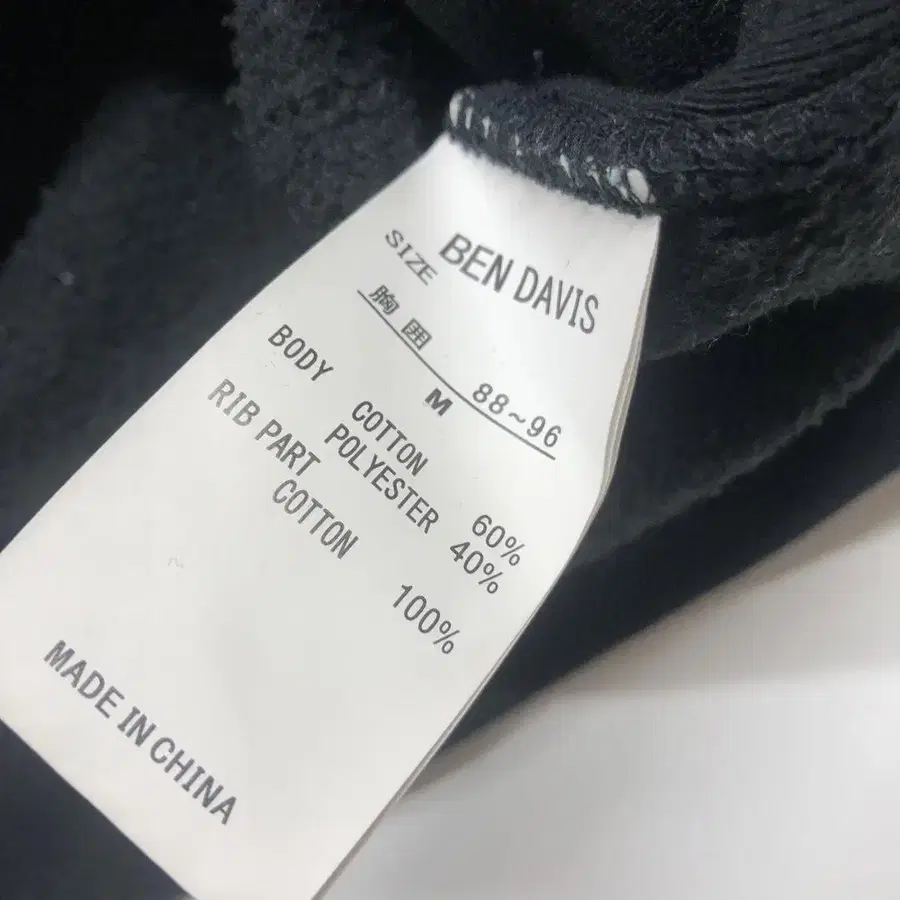 BEN DAVIS
SIZE
胸囲 88~96
M
BODY
COTTON 60%
POLYESTER 40%
RIB PART
COTTON 100%
MADE IN CHINA